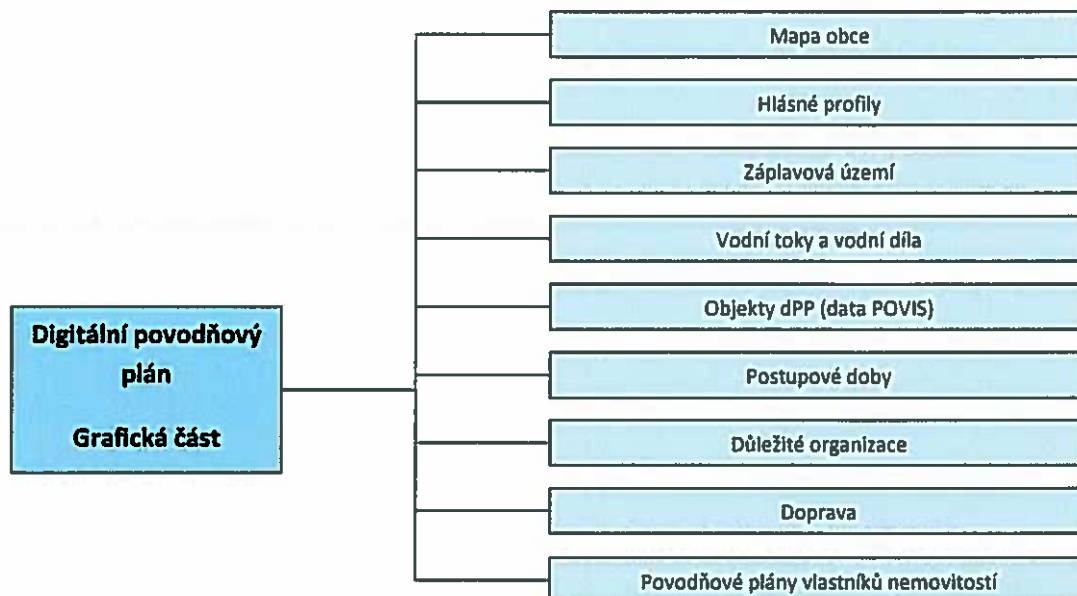 Mapa obce
Hlásné profily
Záplavová území
Vodní toky a vodní díla
Objekty dPP (data POVIS)
Digitální povodňový
plán
Grafická část
Postupové doby
Důležité organizace
Doprava
Povodňové plány vlastníků nemovitostí